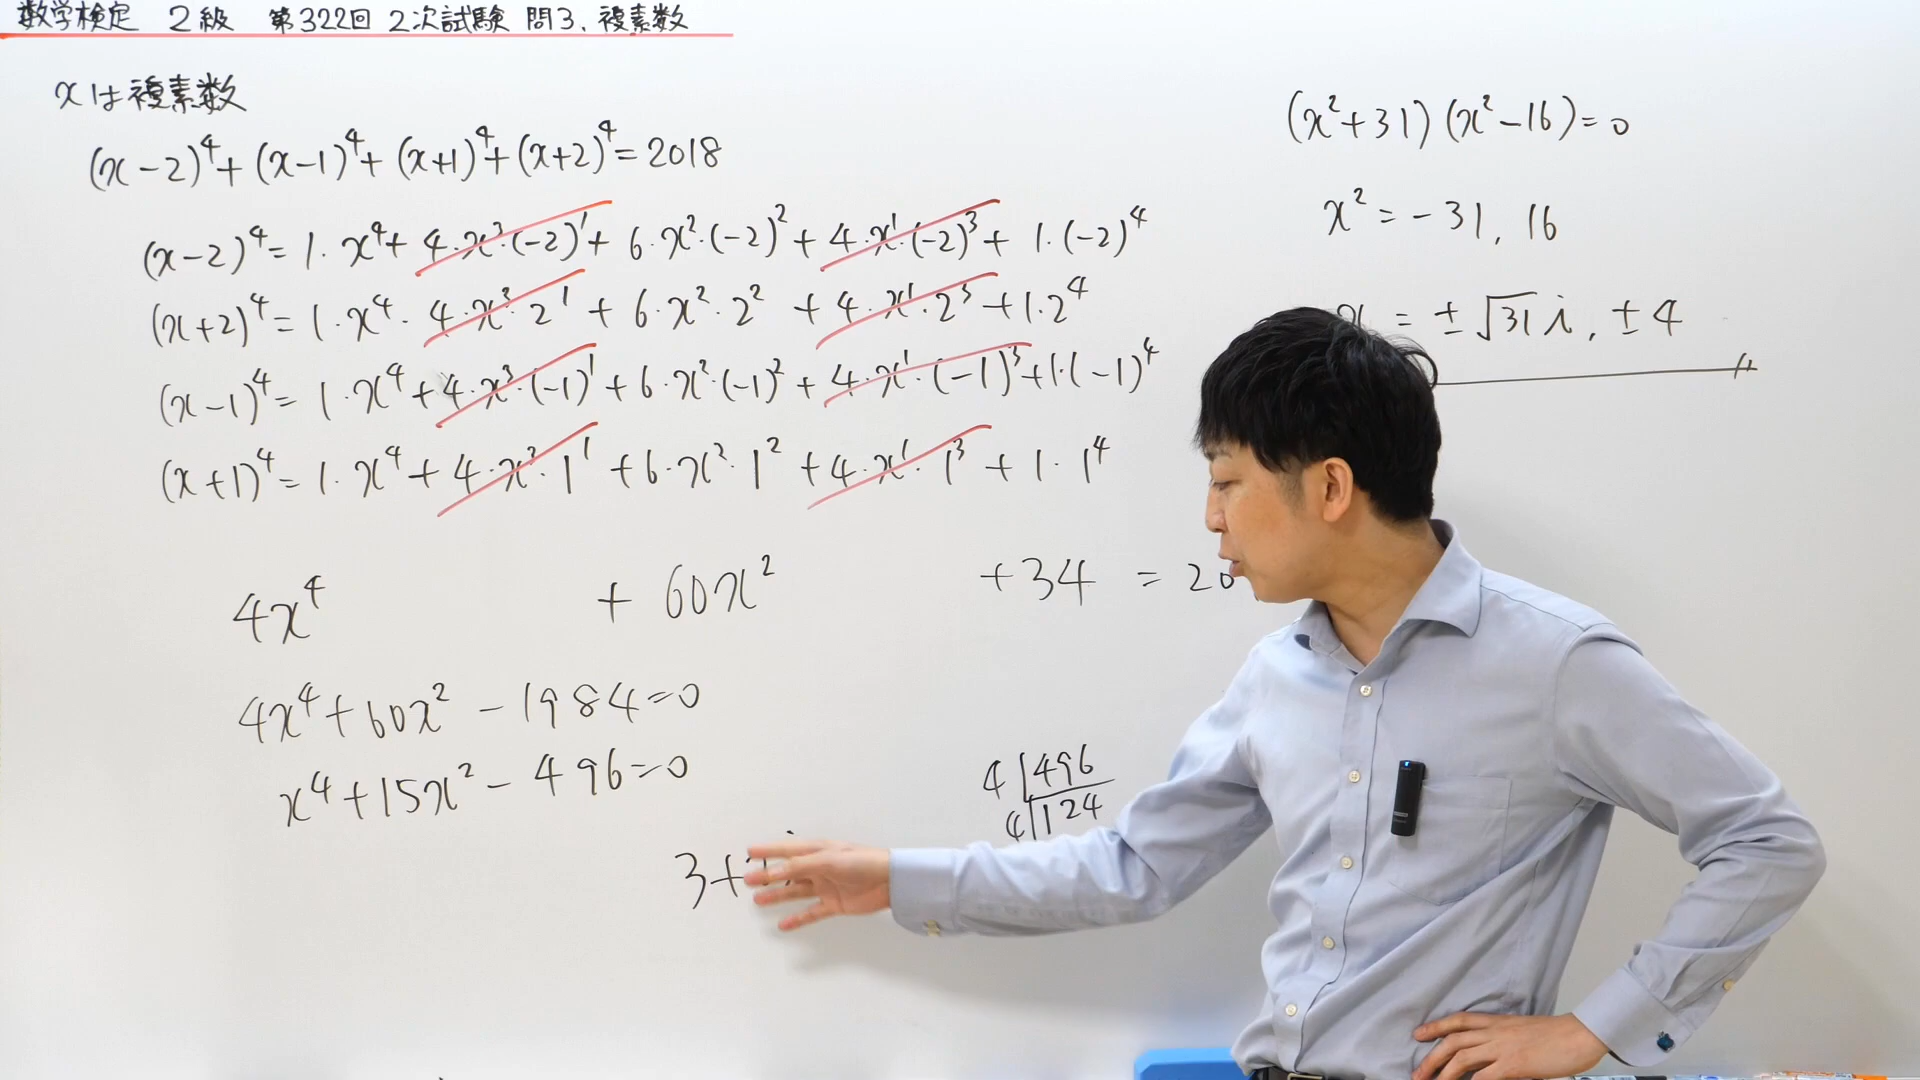 数学検定 2級 第322回 2次試験 問3. 複素数
xは複素数
(x-2)⁴+(x-1)⁴+(x+1)⁴+(x+2)⁴=2018
(x-2)⁴=1·x⁴+4·x³·(-2)¹+6·x²·(-2)²+4·x¹·(-2)³+1·(-2)⁴
(x+2)⁴=1·x⁴·4·x³·2¹+6·x²·2²+4·x¹·2³+1·2⁴
(x-1)⁴=1·x⁴+4·x³·(-1)¹+6·x²·(-1)²+4·x¹·(-1)³+1·(-1)⁴
(x+1)⁴=1·x⁴+4·x³·1¹+6·x²·1²+4·x¹·1³+1·1⁴
4x⁴ +60x² +34 =20
4x⁴+60x²-1984=0
x⁴+15x²-496=0
3+
4 496
4 124
(x²+31)(x²-16)=0
x²=-31, 16
x=±√31i, ±4